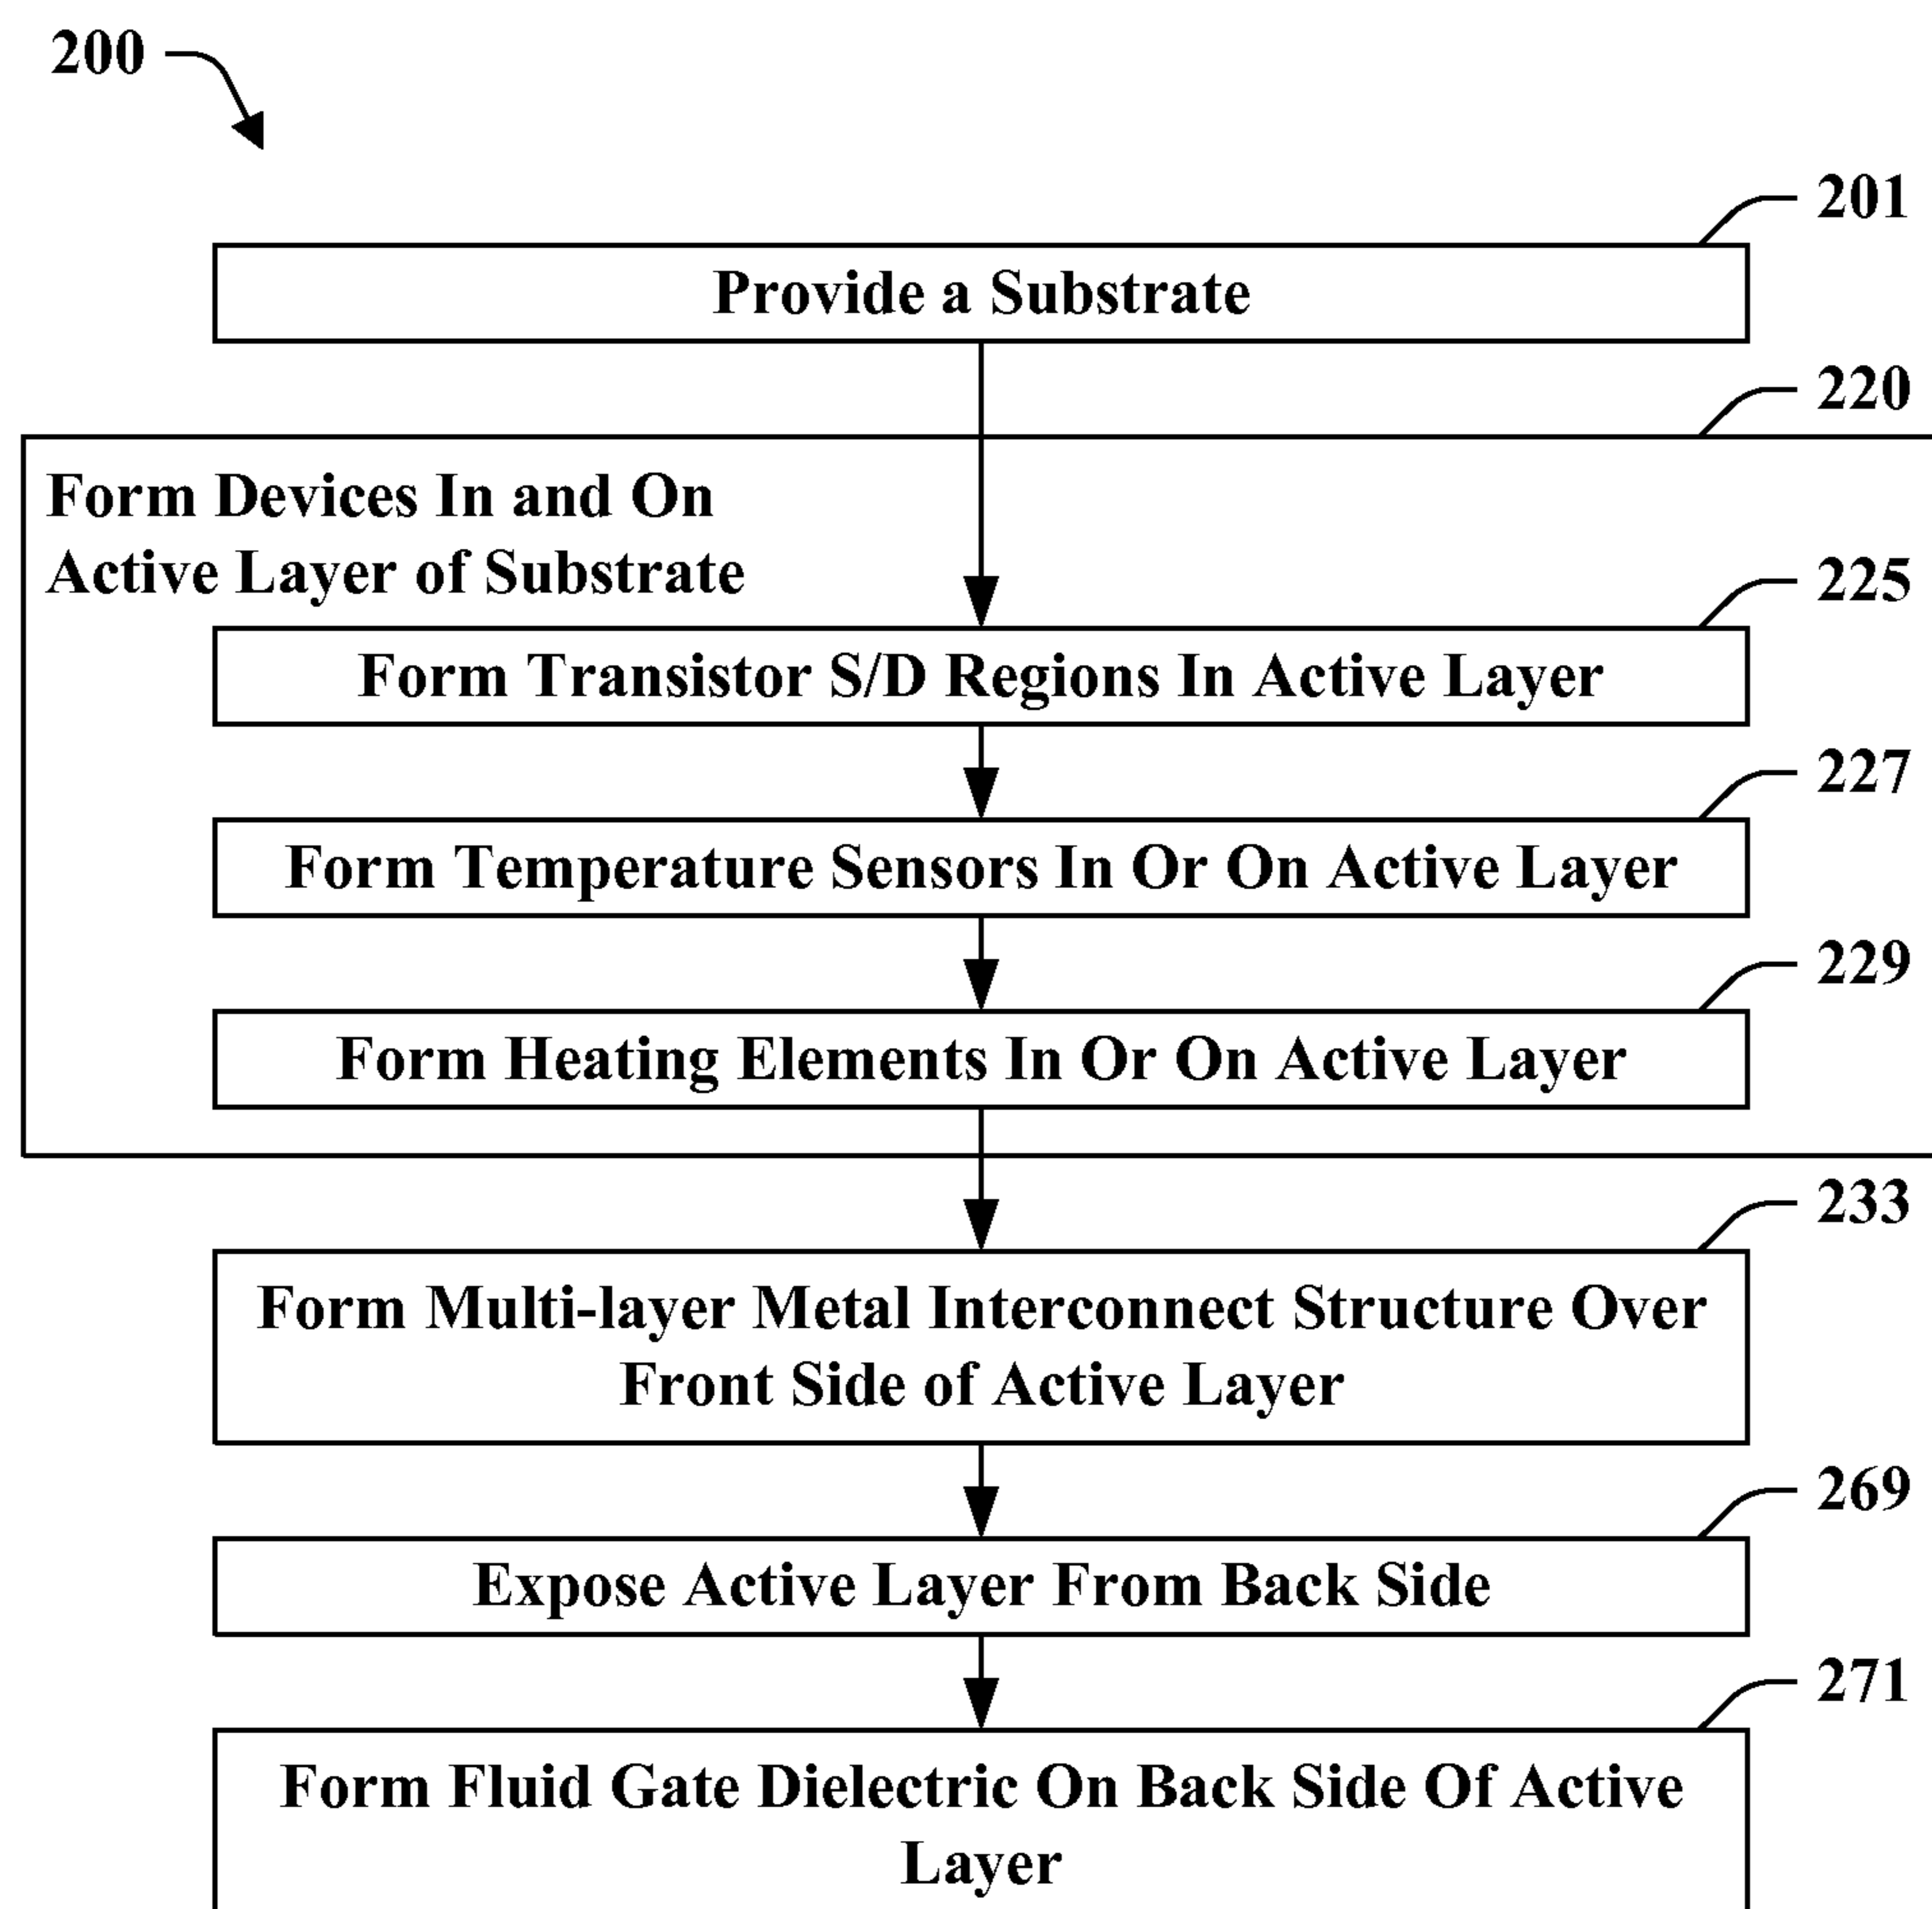 200
201
Provide a Substrate
220
Form Devices In and On
Active Layer of Substrate
225
Form Transistor S/D Regions In Active Layer
227
Form Temperature Sensors In Or On Active Layer
229
Form Heating Elements In Or On Active Layer
233
Form Multi-layer Metal Interconnect Structure Over
Front Side of Active Layer
269
Expose Active Layer From Back Side
271
Form Fluid Gate Dielectric On Back Side Of Active
Layer